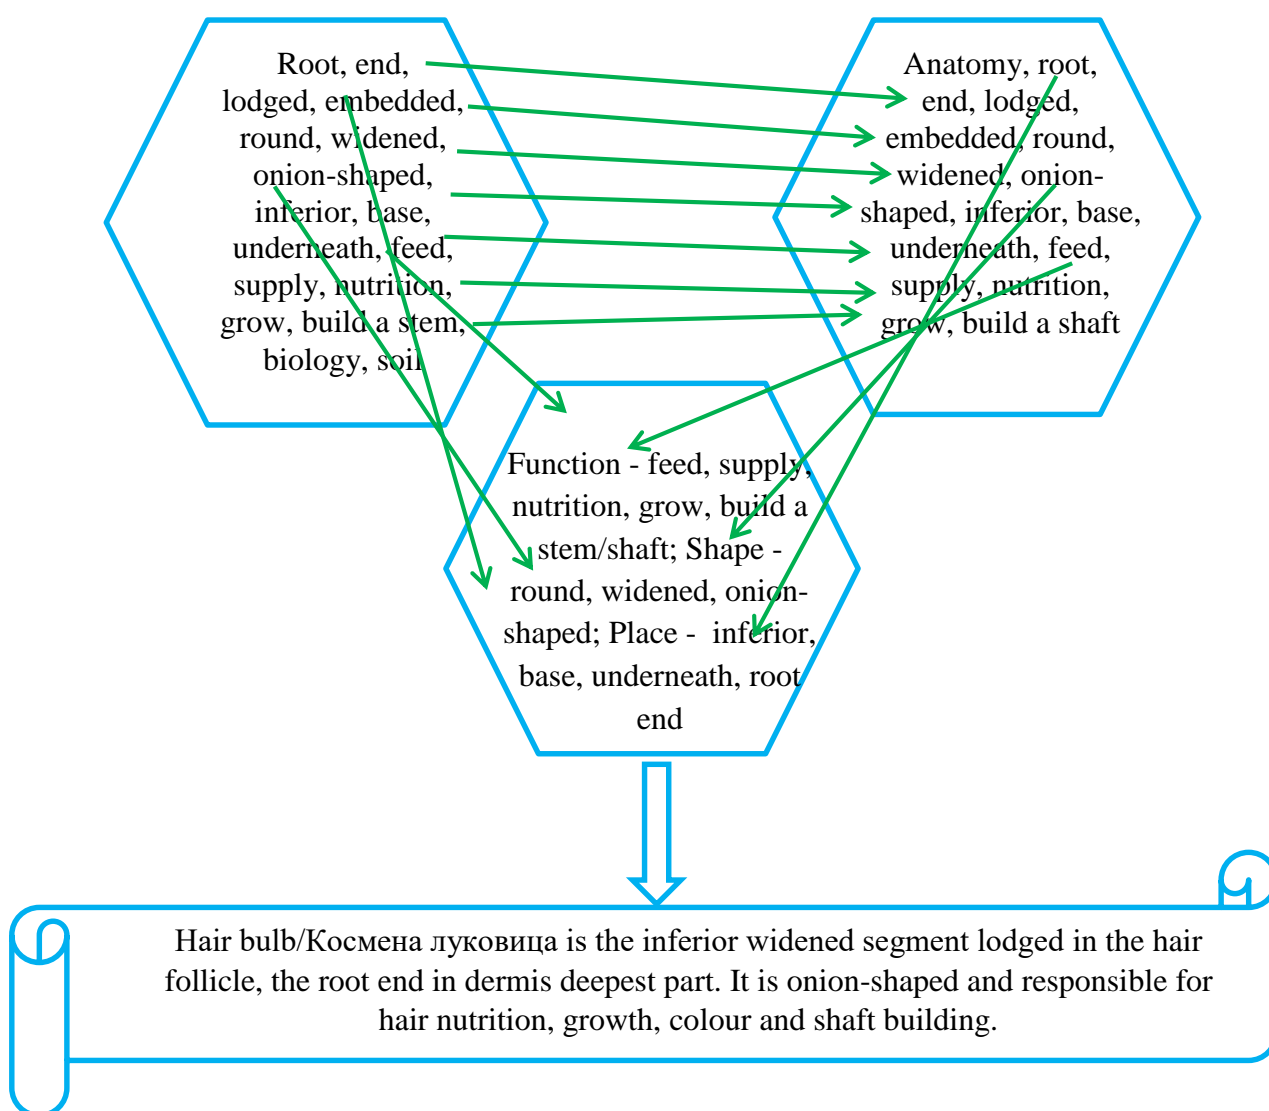 Root, end,
lodged, embedded,
round, widened,
onion-shaped,
inferior, base,
underneath, feed,
supply, nutrition,
grow, build a stem,
biology, soil
Anatomy, root,
end, lodged,
embedded, round,
widened, onion-
shaped, inferior, base,
underneath, feed,
supply, nutrition,
grow, build a shaft
Function - feed, supply,
nutrition, grow, build a
stem/shaft; Shape -
round, widened, onion-
shaped; Place - inferior,
base, underneath, root
end
Hair bulb/Космена луковица is the inferior widened segment lodged in the hair
follicle, the root end in dermis deepest part. It is onion-shaped and responsible for
hair nutrition, growth, colour and shaft building.